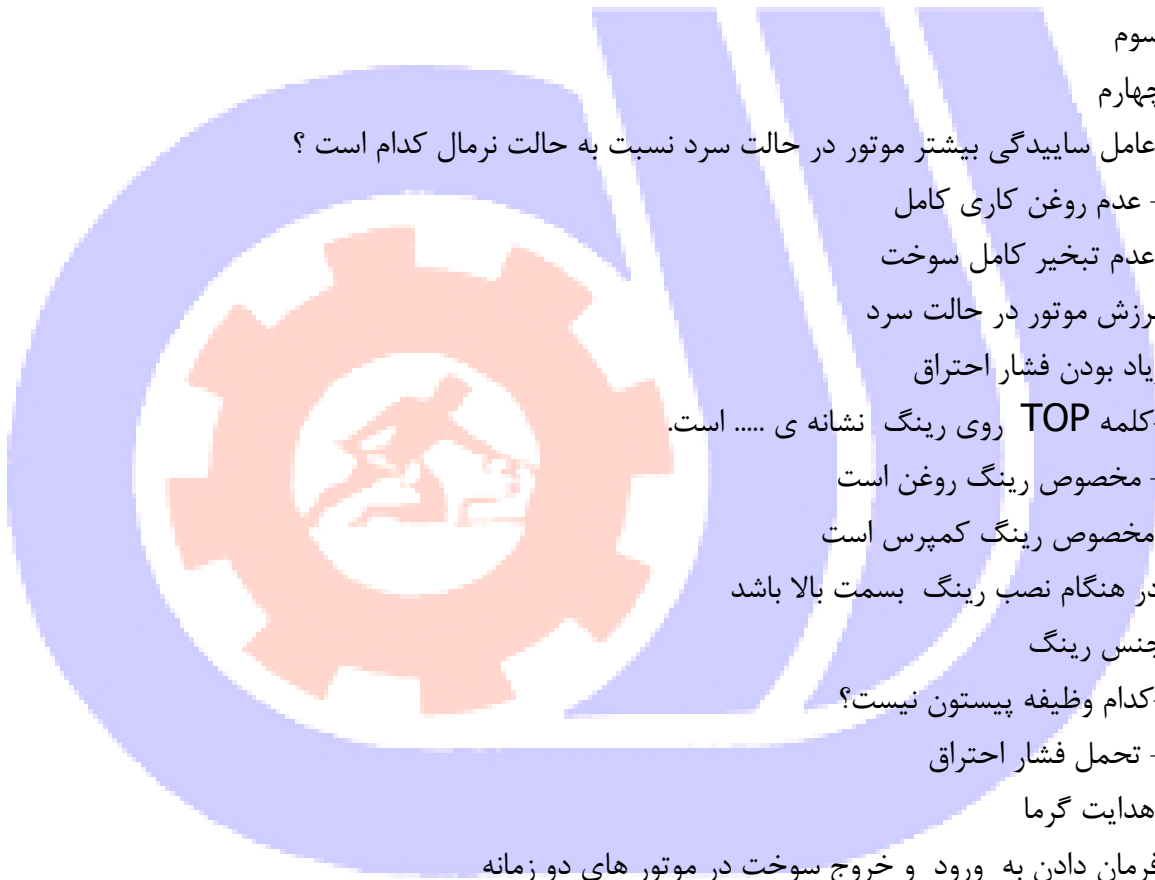 سوم
چهارم
عامل ساییدگی بیشتر موتور در حالت سرد نسبت به حالت نرمال کدام است ؟
- عدم روغن کاری کامل
عدم تبخیر کامل سوخت
لرزش موتور در حالت سرد
زیاد بودن فشار احتراق
-کلمه TOP روی رینگ نشانه ی ..... است.
- مخصوص رینگ روغن است
مخصوص رینگ کمپرس است
در هنگام نصب رینگ بسمت بالا باشد
جنس رینگ
-کدام وظیفه پیستون نیست؟
- تحمل فشار احتراق
هدایت گرما
فرمان دادن به ورود و خروج سوخت در موتور های دو زمانه